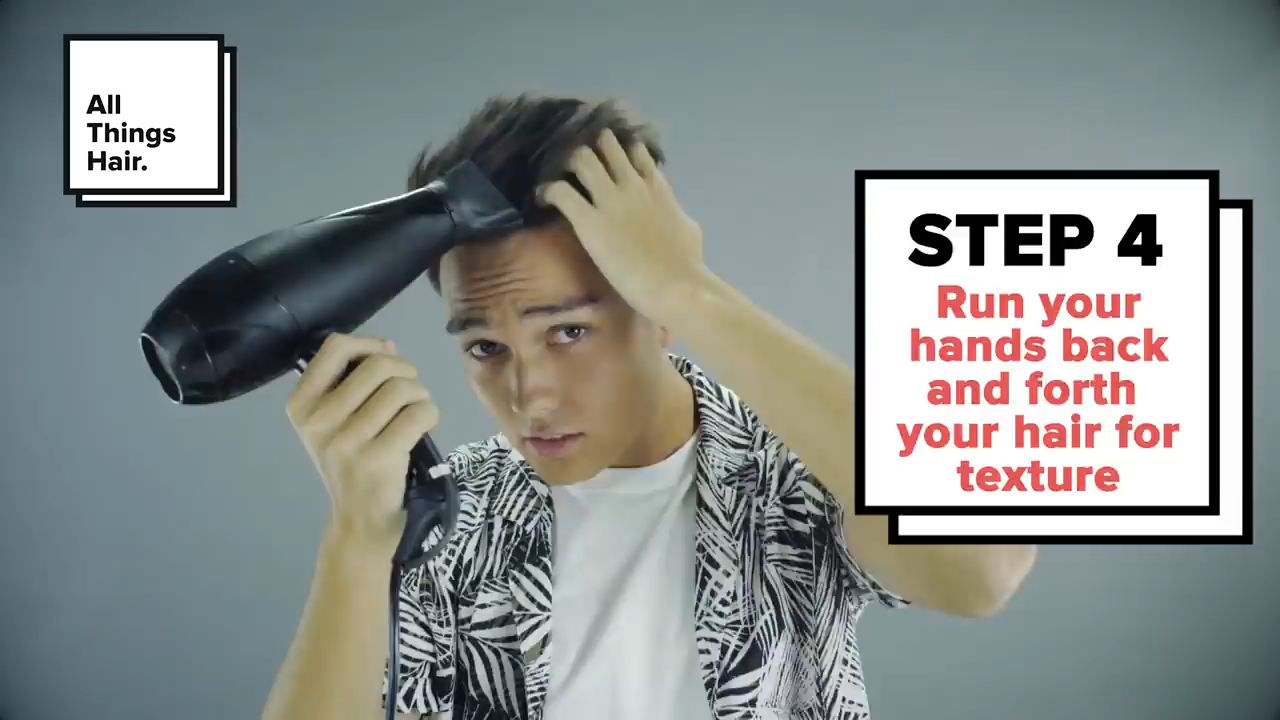 All
Things
Hair.
STEP 4
Run your
hands back
and forth
your hair for
texture